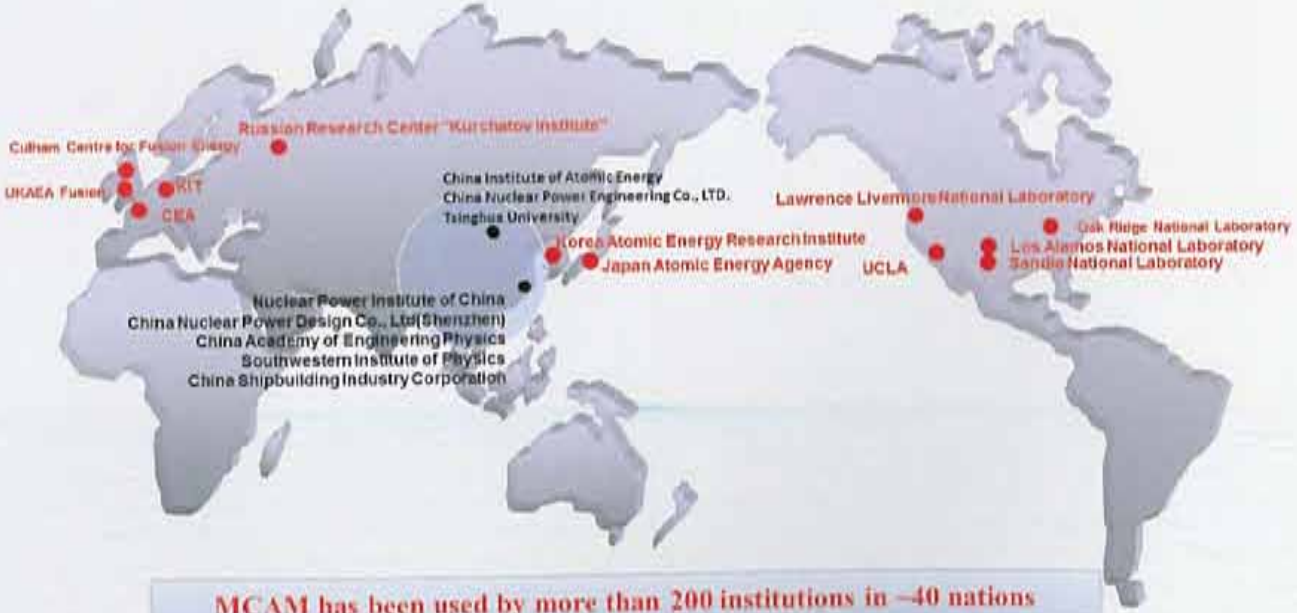 Russian Research Center "Kurchatov Institute"
Culham Centre for Fusion Energy
UKAEA Fusion
KIT
CEA
China Institute of Atomic Energy
China Nuclear Power Engineering Co., LTD.
Tsinghua University
Korea Atomic Energy Research Institute
Japan Atomic Energy Agency
Nuclear Power Institute of China
China Nuclear Power Design Co., Ltd(Shenzhen)
China Academy of Engineering Physics
Southwestern Institute of Physics
China Shipbuilding Industry Corporation
Lawrence Livermore National Laboratory
Oak Ridge National Laboratory
Los Alamos National Laboratory
Sandia National Laboratory
UCLA
MCAM has been used by more than 200 institutions in ~40 nations